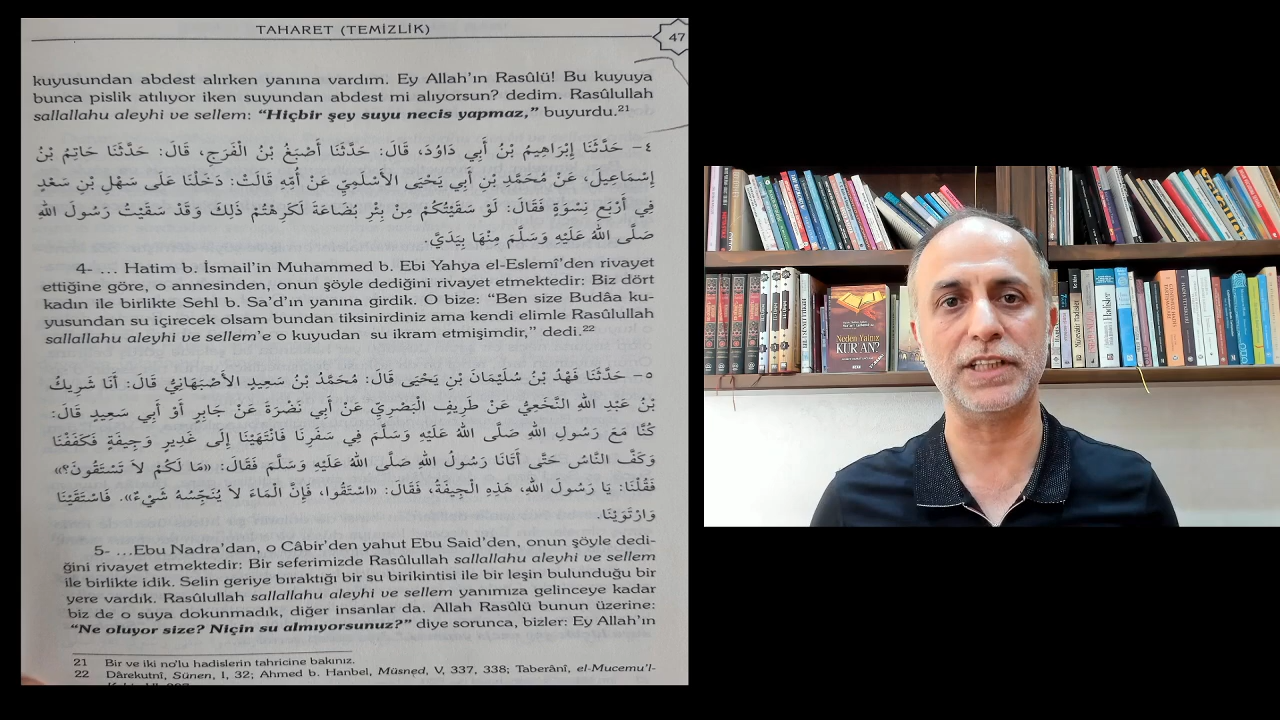 TAHARET (TEMİZLİK)
47
kuyusundan abdest alırken yanına vardım. Ey Allah'ın Rasûlü! Bu kuyuya
bunca pislik atılıyor iken suyundan abdest mi alıyorsun? dedim. Rasûlullah
sallallahu aleyhi ve sellem: “Hiçbir şey suyu necis yapmaz,” buyurdu.21
٤- حَدَّثَنَا إِبْرَاهِيمُ بْنُ أَبِي دَاوُدَ، قَالَ: حَدَّثَنَا أَصْبَغُ بْنُ الْفَرَجِ، قَالَ: حَدَّثَنَا حَاتِمُ بْنُ
إِسْمَاعِيلَ، عَنْ مُحَمَّدِ بْنِ أَبِي يَحْيَى الأَسْلَمِيِّ عَنْ أُمِّهِ قَالَتْ: دَخَلْنَا عَلَى سَهْلِ بْنِ سَعْدٍ
فِي أَرْبَعِ نِسْوَةٍ فَقَالَ: لَوْ سَقَيْتُكُمْ مِنْ بِئْرِ بُضَاعَةَ لَكَرِهْتُمْ ذَلِكَ وَقَدْ سَقَيْتُ رَسُولَ اللهِ
صَلَّى اللهُ عَلَيْهِ وَسَلَّمَ مِنْهَا بِيَدَيَّ.
4- ... Hatim b. İsmail'in Muhammed b. Ebi Yahya el-Eslemî'den rivayet
ettiğine göre, o annesinden, onun şöyle dediğini rivayet etmektedir: Biz dört
kadın ile birlikte Sehl b. Sa'd'ın yanına girdik. O bize: “Ben size Budâa ku-
yusundan su içirecek olsam bundan tiksinirdiniz ama kendi elimle Rasûlullah
sallallahu aleyhi ve sellem'e o kuyudan su ikram etmişimdir,” dedi.22
٥- حَدَّثَنَا فَهْدُ بْنُ سُلَيْمَانَ بْنِ يَحْيَى قَالَ: مُحَمَّدُ بْنُ سَعِيدٍ الأَصْبَهَانِيُّ قَالَ: أَنَا شَرِيكُ
بْنُ عَبْدِ اللهِ النَّخَعِيُّ عَنْ طَرِيفٍ الْبَصْرِيِّ عَنْ أَبِي نَضْرَةَ عَنْ جَابِرٍ أَوْ أَبِي سَعِيدٍ قَالَ:
كُنَّا مَعَ رَسُولِ اللهِ صَلَّى اللهُ عَلَيْهِ وَسَلَّمَ فِي سَفَرِنَا فَانْتَهَيْنَا إِلَى غَدِيرٍ وَجِيفَةٍ فَكَفَفْنَا
وَكَفَّ النَّاسُ حَتَّى أَتَانَا رَسُولُ اللهِ صَلَّى اللهُ عَلَيْهِ وَسَلَّمَ فَقَالَ: «مَا لَكُمْ لاَ تَسْتَقُونَ؟»
فَقُلْنَا: يَا رَسُولَ اللهِ، هَذِهِ الْجِيفَةُ، فَقَالَ: «اسْتَقُوا، فَإِنَّ الْمَاءَ لاَ يُنَجِّسُهُ شَيْءٌ». فَاسْتَقَيْنَا
وَارْتَوَيْنَا.
5- ...Ebu Nadra'dan, o Câbir'den yahut Ebu Said'den, onun şöyle dedi-
ğini rivayet etmektedir: Bir seferimizde Rasûlullah sallallahu aleyhi ve sellem
ile birlikte idik. Selin geriye bıraktığı bir su birikintisi ile bir leşin bulunduğu bir
yere vardık. Rasûlullah sallallahu aleyhi ve sellem yanımıza gelinceye kadar
biz de o suya dokunmadık, diğer insanlar da. Allah Rasûlü bunun üzerine:
“Ne oluyor size? Niçin su almıyorsunuz?” diye sorunca, bizler: Ey Allah'ın
21 Bir ve iki no'lu hadislerin tahricine bakınız.
22 Dârekutnî, Sünen, I, 32; Ahmed b. Hanbel, Müsned, V, 337, 338; Taberânî, el-Mucemu'l-
Neden Yalnız
KUR'AN?